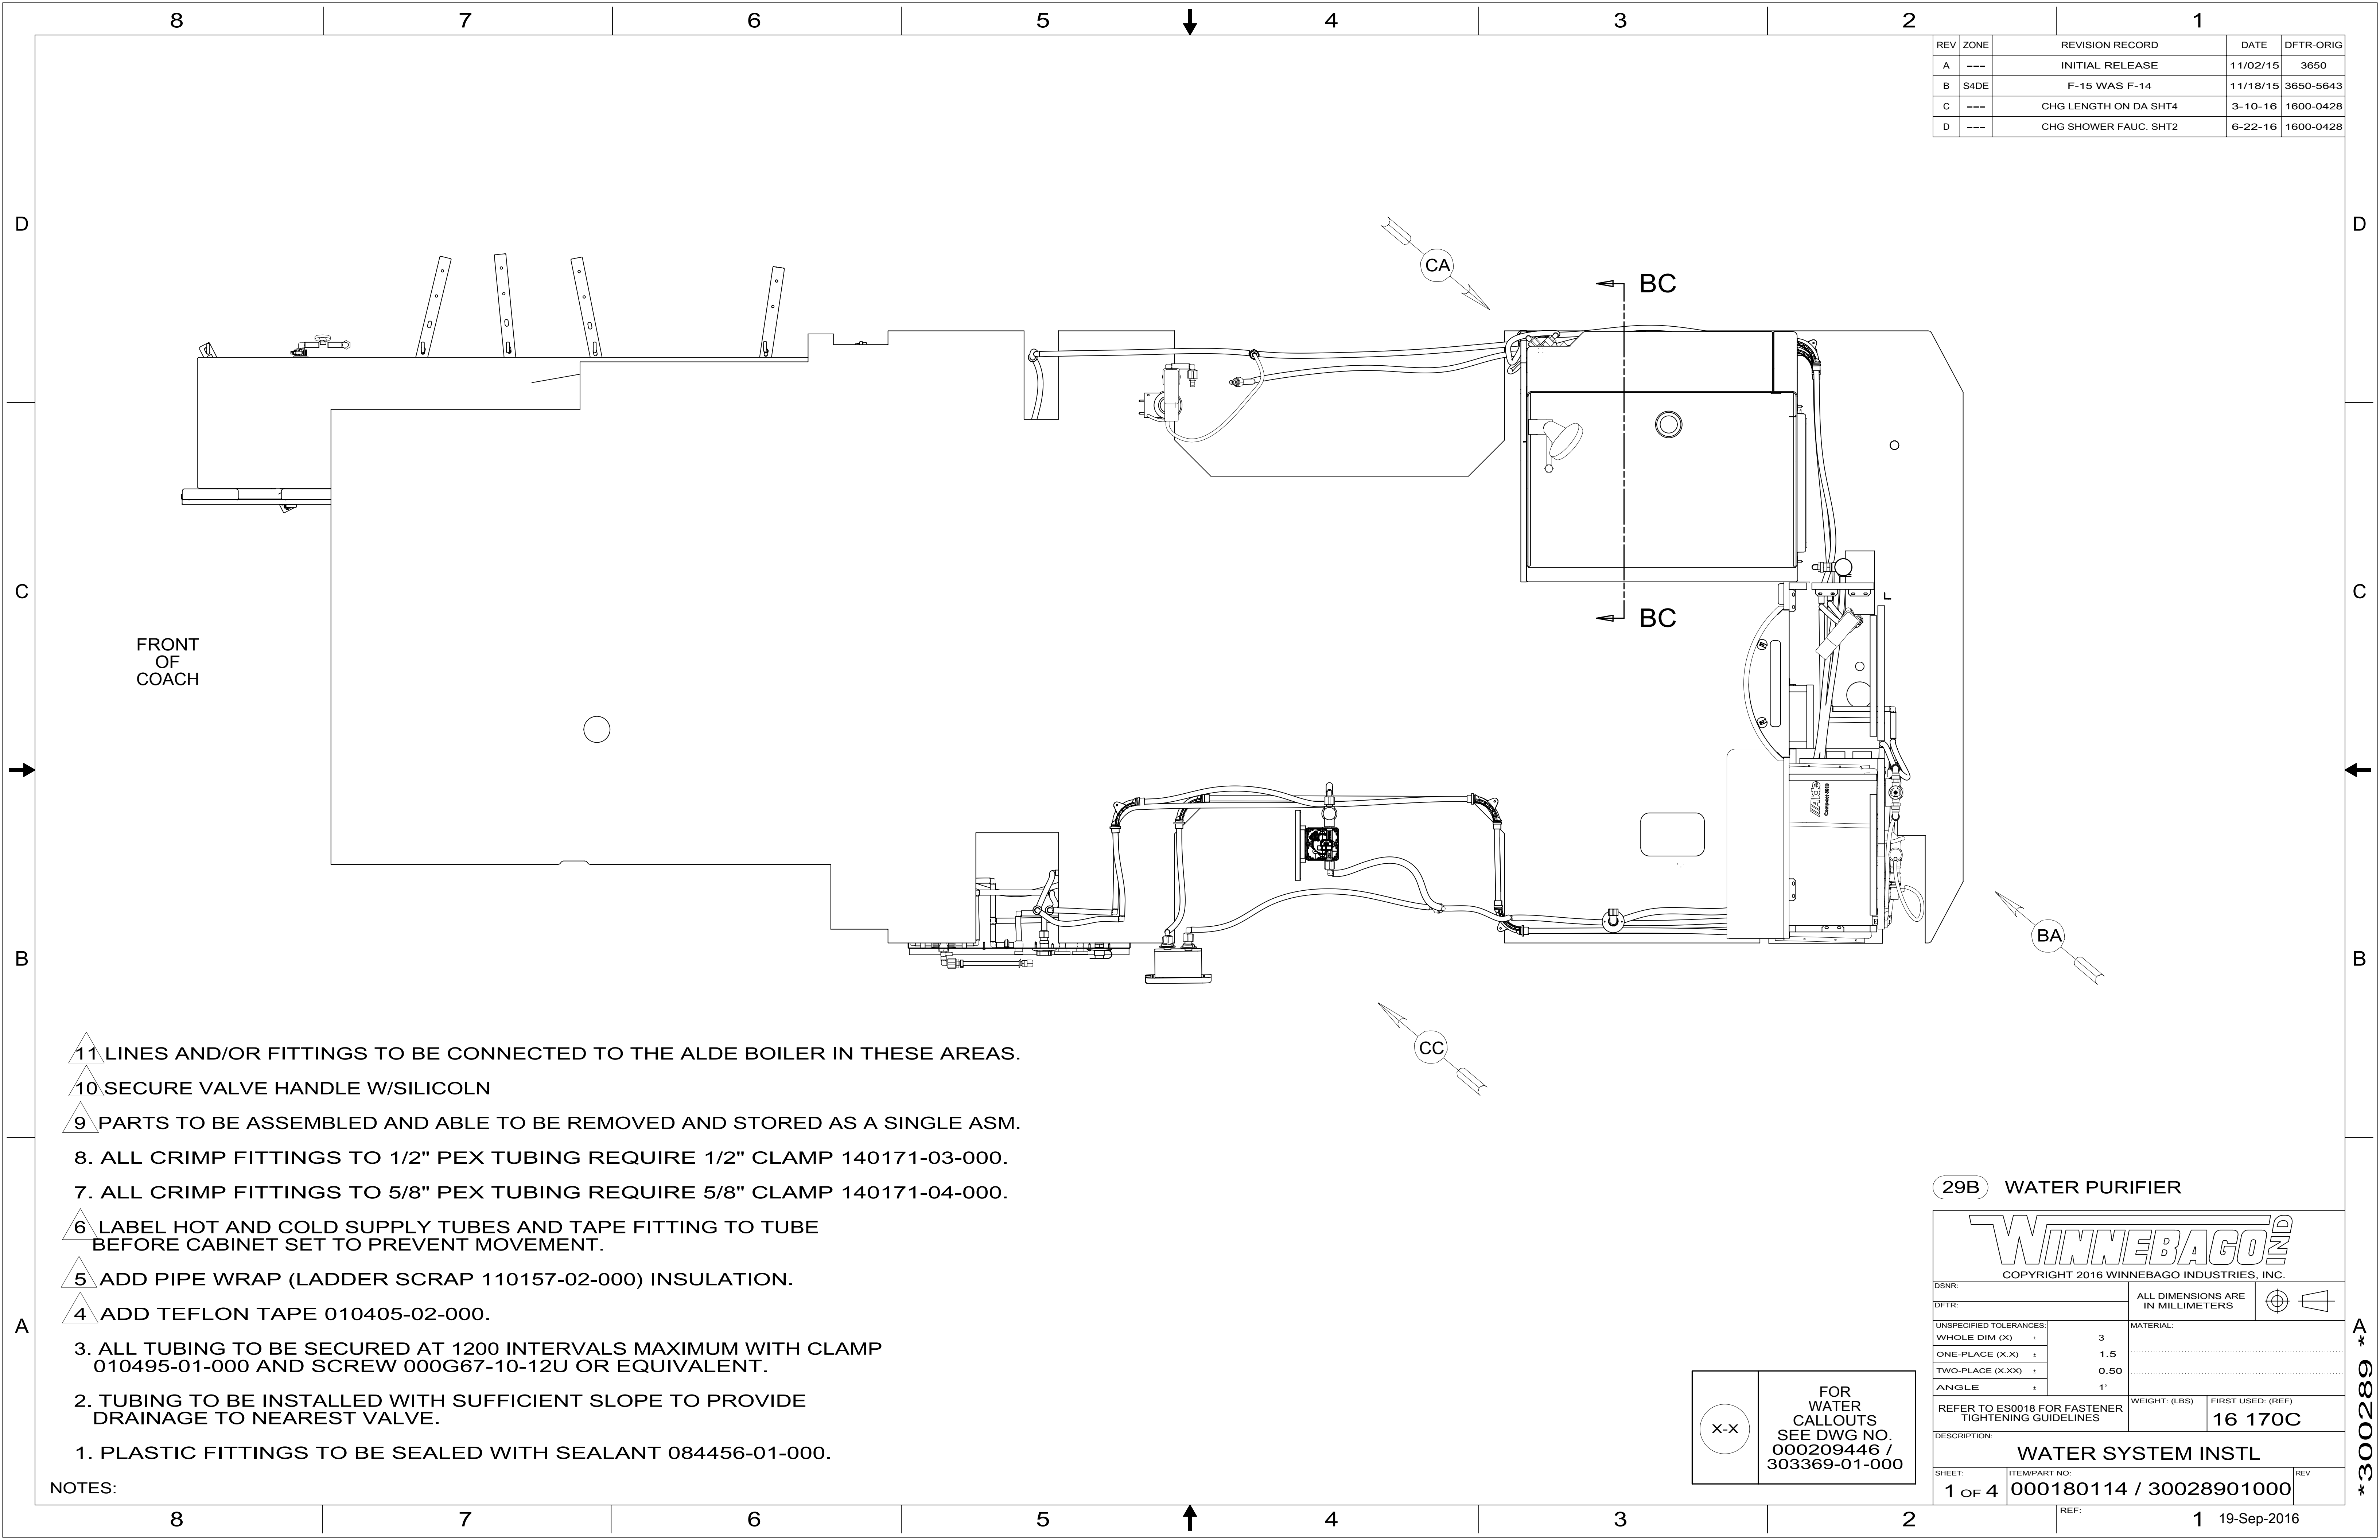 8 7 6 5 4 3 2 1
REV ZONE REVISION RECORD DATE DFTR-ORIG
A --- INITIAL RELEASE 11/02/15 3650
B S4DE F-15 WAS F-14 11/18/15 3650-5643
C --- CHG LENGTH ON DA SHT4 3-10-16 1600-0428
D --- CHG SHOWER FAUC. SHT2 6-22-16 1600-0428
D D
CA
BC
C C
BC
FRONT
OF
COACH
Alde
Compact 3010
BA
B B
CC
11 LINES AND/OR FITTINGS TO BE CONNECTED TO THE ALDE BOILER IN THESE AREAS.
10 SECURE VALVE HANDLE W/SILICOLN
9 PARTS TO BE ASSEMBLED AND ABLE TO BE REMOVED AND STORED AS A SINGLE ASM.
8. ALL CRIMP FITTINGS TO 1/2" PEX TUBING REQUIRE 1/2" CLAMP 140171-03-000.
7. ALL CRIMP FITTINGS TO 5/8" PEX TUBING REQUIRE 5/8" CLAMP 140171-04-000.
6 LABEL HOT AND COLD SUPPLY TUBES AND TAPE FITTING TO TUBE
BEFORE CABINET SET TO PREVENT MOVEMENT.
5 ADD PIPE WRAP (LADDER SCRAP 110157-02-000) INSULATION.
4 ADD TEFLON TAPE 010405-02-000.
3. ALL TUBING TO BE SECURED AT 1200 INTERVALS MAXIMUM WITH CLAMP
010495-01-000 AND SCREW 000G67-10-12U OR EQUIVALENT.
2. TUBING TO BE INSTALLED WITH SUFFICIENT SLOPE TO PROVIDE
DRAINAGE TO NEAREST VALVE.
1. PLASTIC FITTINGS TO BE SEALED WITH SEALANT 084456-01-000.
NOTES:
A A
X-X
FOR
WATER
CALLOUTS
SEE DWG NO.
000209446 /
303369-01-000
29B WATER PURIFIER
WINNEBAGO IND
COPYRIGHT 2016 WINNEBAGO INDUSTRIES, INC.
DSNR:
DFTR:
ALL DIMENSIONS ARE
IN MILLIMETERS
UNSPECIFIED TOLERANCES:
WHOLE DIM (X) ± 3
ONE-PLACE (X.X) ± 1.5
TWO-PLACE (X.XX) ± 0.50
ANGLE ± 1°
MATERIAL:
REFER TO ES0018 FOR FASTENER
TIGHTENING GUIDELINES
WEIGHT: (LBS)
FIRST USED: (REF)
16 170C
DESCRIPTION:
WATER SYSTEM INSTL
SHEET:
1 OF 4
ITEM/PART NO:
000180114 / 30028901000
REV
*300289*
REF:
19-Sep-2016
8 7 6 5 4 3 2 1